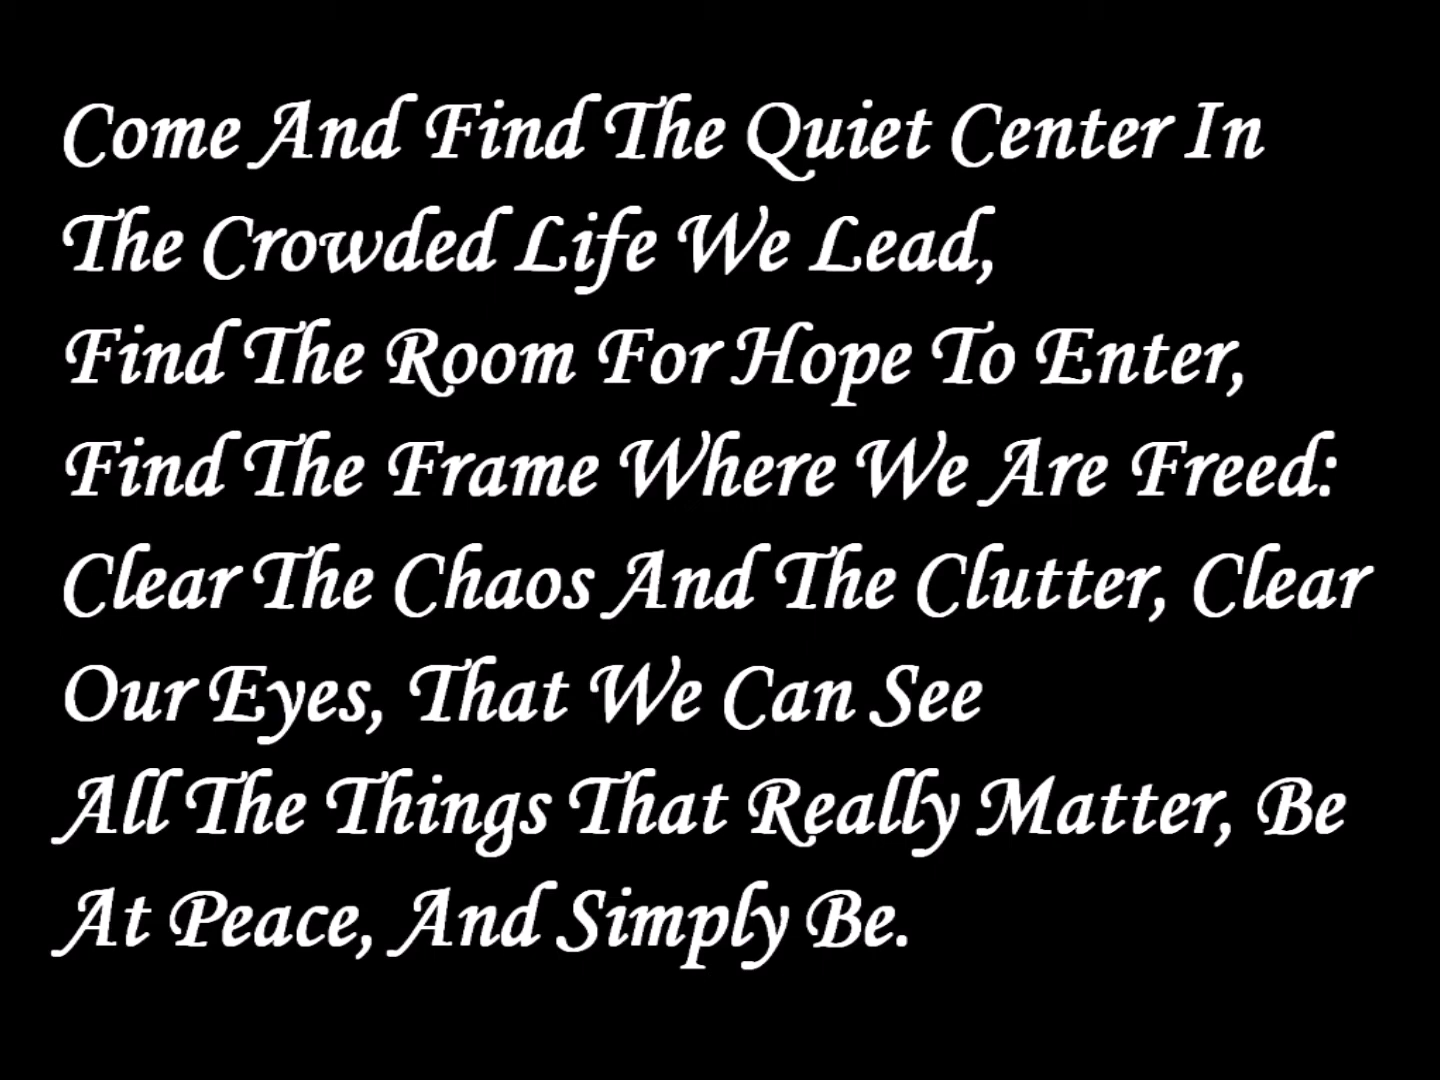 Come And Find The Quiet Center In
The Crowded Life We Lead,
Find The Room For Hope To Enter,
Find The Frame Where We Are Freed:
Clear The Chaos And The Clutter, Clear
Our Eyes, That We Can See
All The Things That Really Matter, Be
At Peace, And Simply Be.